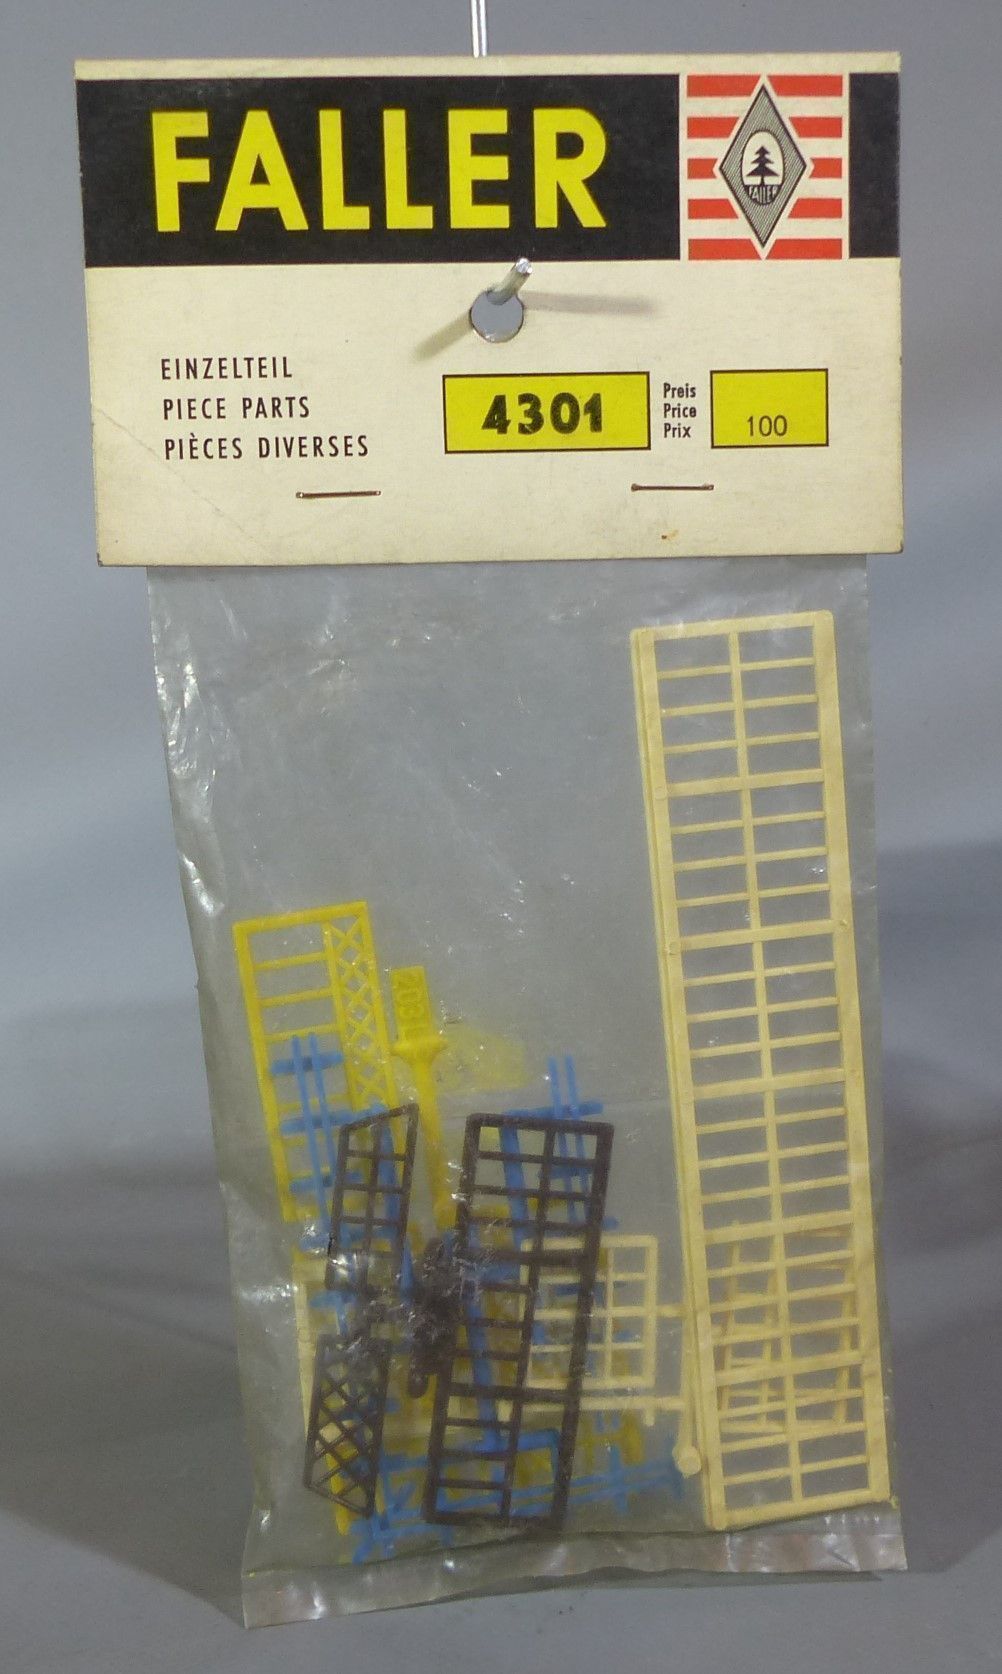 FALLER
FALLER
EINZELTEIL
PIECE PARTS
PIÈCES DIVERSES
4301
Preis
Price
Prix
100